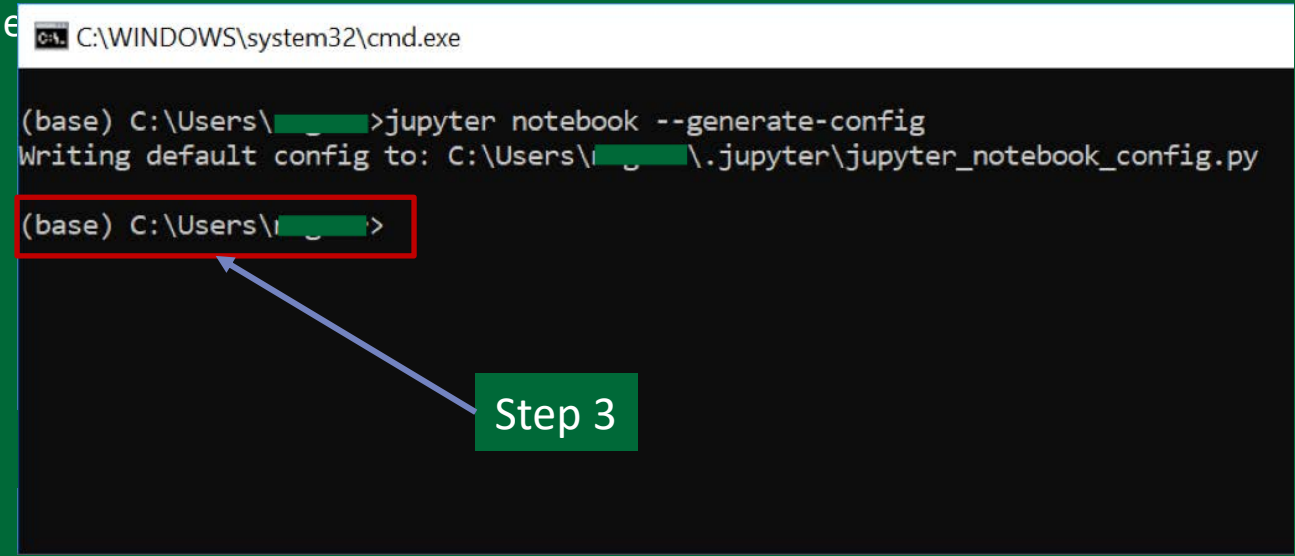 C:\WINDOWS\system32\cmd.exe
(base) C:\Users\ >jupyter notebook --generate-config
Writing default config to: C:\Users\ \.jupyter\jupyter_notebook_config.py
(base) C:\Users\ >
Step 3